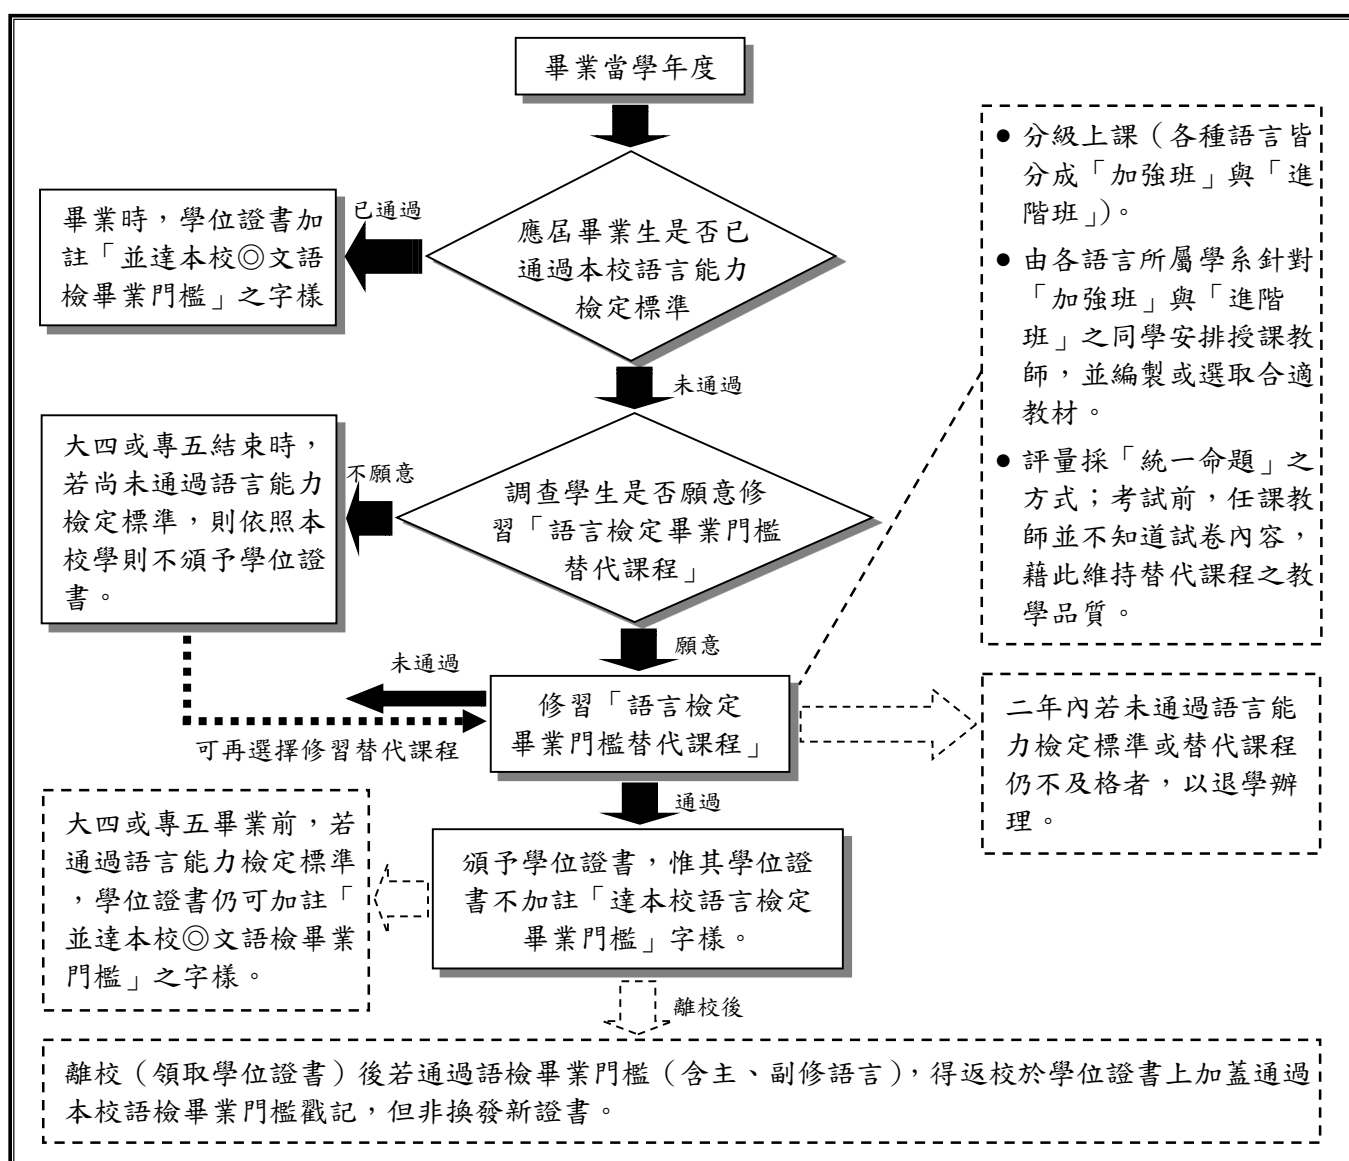 畢業當學年度
應屆畢業生是否已
通過本校語言能力
檢定標準
已通過
畢業時，學位證書加
註「並達本校◎文語
檢畢業門檻」之字樣
未通過
調查學生是否願意修
習「語言檢定畢業門檻
替代課程」
不願意
大四或專五結束時，
若尚未通過語言能力
檢定標準，則依照本
校學則不頒予學位證
書。
願意
未通過
可再選擇修習替代課程
修習「語言檢定
畢業門檻替代課程」
● 分級上課（各種語言皆
分成「加強班」與「進
階班」）。
● 由各語言所屬學系針對
「加強班」與「進階
班」之同學安排授課教
師，並編製或選取合適
教材。
● 評量採「統一命題」之
方式；考試前，任課教
師並不知道試卷內容，
藉此維持替代課程之教
學品質。
二年內若未通過語言能
力檢定標準或替代課程
仍不及格者，以退學辦
理。
通過
頒予學位證書，惟其學位證
書不加註「達本校語言檢定
畢業門檻」字樣。
大四或專五畢業前，若
通過語言能力檢定標準
，學位證書仍可加註「
並達本校◎文語檢畢業
門檻」之字樣。
離校後
離校（領取學位證書）後若通過語檢畢業門檻（含主、副修語言），得返校於學位證書上加蓋通過
本校語檢畢業門檻戳記，但非換發新證書。